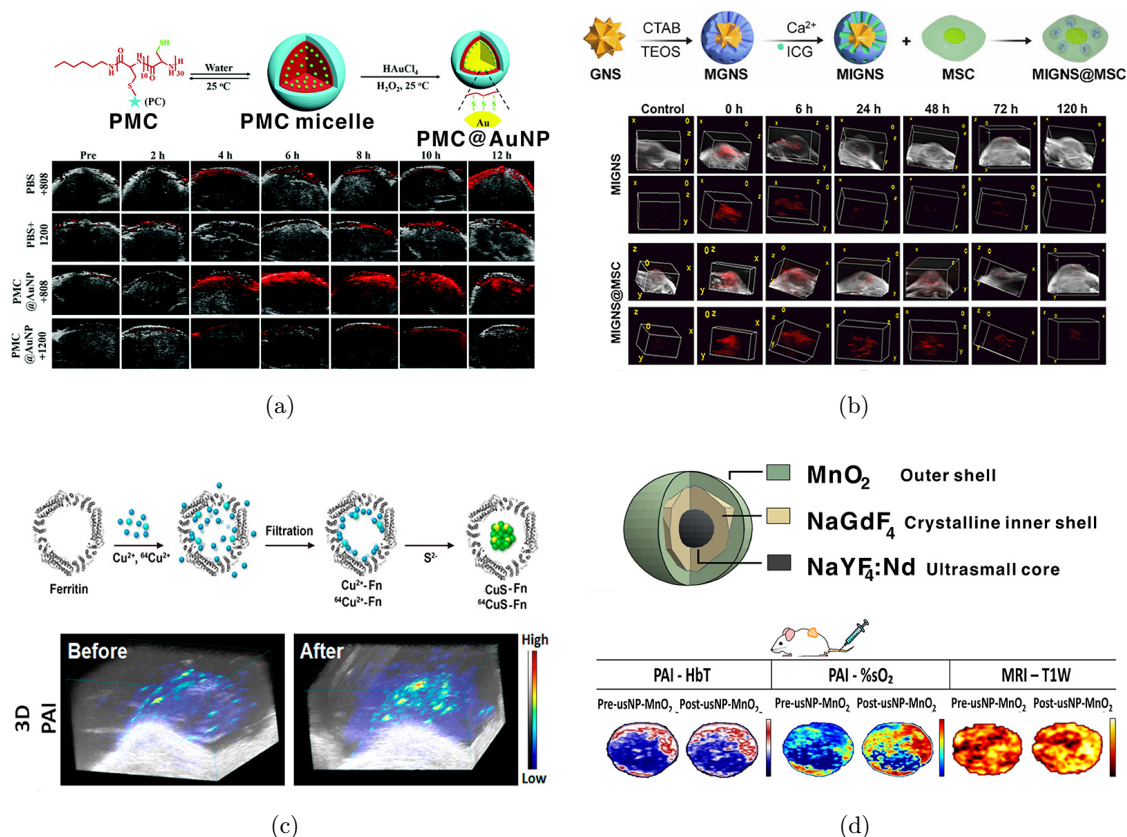 SH
H
N
O
N
H
10
H
N
O
H
30
S
(PC)
PMC
Water
25 °C
PMC micelle
HAuCl4
H2O2, 25 °C
S S S
Au
PMC@AuNP
Pre 2 h 4 h 6 h 8 h 10 h 12 h
PBS
+808
PBS+
1200
PMC
@AuNP
+808
PMC
@AuNP
+1200
(a)
GNS
CTAB
TEOS
MGNS
Ca2+
ICG
MIGNS
+
MSC
MIGNS@MSC
Control 0 h 6 h 24 h 48 h 72 h 120 h
MIGNS
MIGNS@MSC
(b)
Ferritin
Cu2+, 64Cu2+
Filtration
Cu2+-Fn
64Cu2+-Fn
S2-
CuS-Fn
64CuS-Fn
3D
PAI
Before
After
High
Low
(c)
MnO2 Outer shell
NaGdF4 Crystalline inner shell
NaYF4:Nd Ultrasmall core
PAI - HbT PAI - %sO2 MRI – T1W
Pre-usNP-MnO2 Post-usNP-MnO2 Pre-usNP-MnO2 Post-usNP-MnO2 Pre-usNP-MnO2 Post-usNP-MnO2
(d)